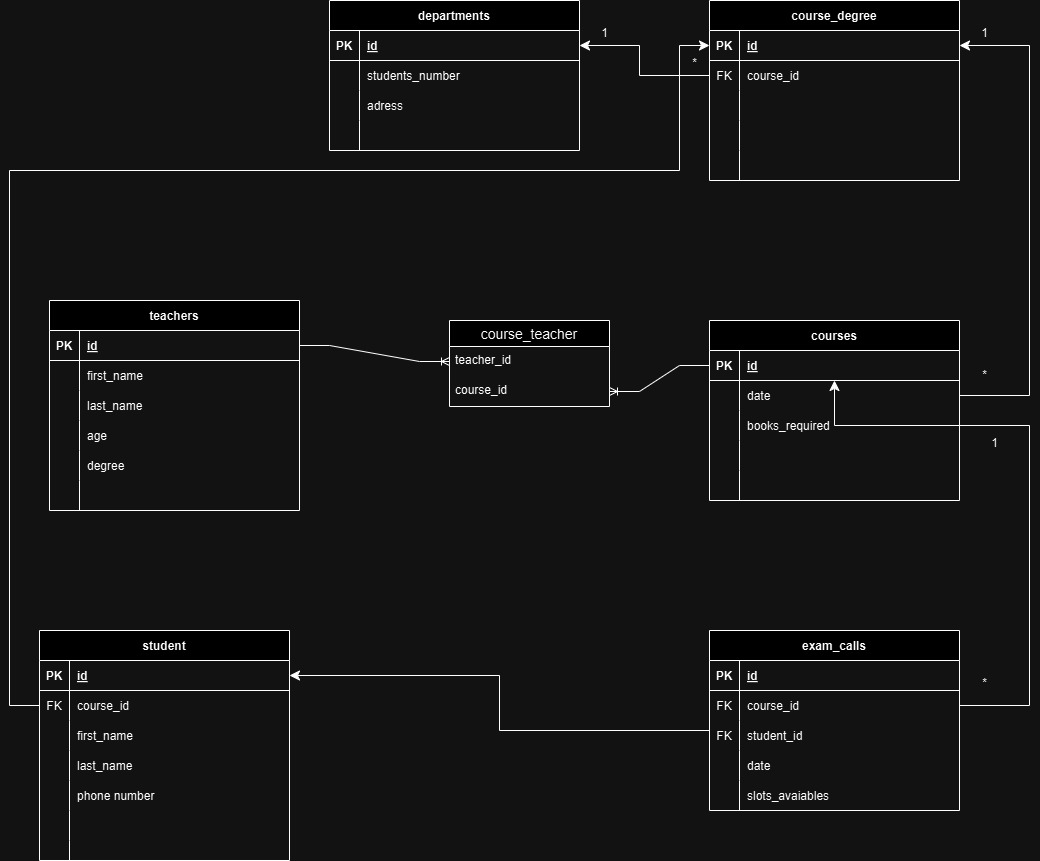 departments
PK id
students_number
adress
1
*
course_degree
PK id
FK course_id
1
teachers
PK id
first_name
last_name
age
degree
course_teacher
teacher_id
course_id
courses
PK id
date
books_required
*
1
student
PK id
FK course_id
first_name
last_name
phone number
exam_calls
PK id
FK course_id
FK student_id
date
slots_avaiables
*